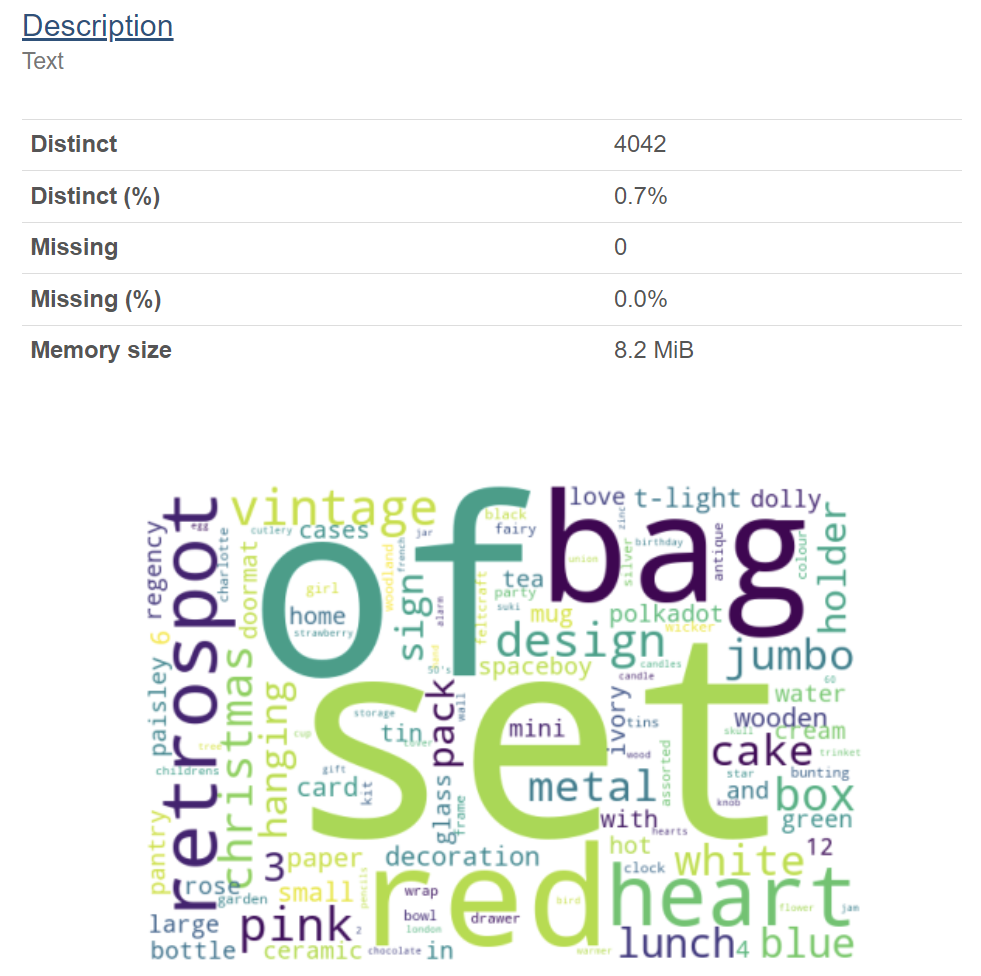 Description
Text
Distinct 4042
Distinct (%) 0.7%
Missing 0
Missing (%) 0.0%
Memory size 8.2 MiB
love t-light dolly
vintage
of
bag
retrospot
egg
cutlery cases
jar
black
fairy
zinc
regency
charlotte
doormat
girl
home
strawberry
woodland
french
sign
alarm
feltcraft
tea
party
suki
mug
union
silver
birthday
antique
colour
holder
polkadot
wicker
design
6
paisley
christmas
hanging
and
50's
spaceboy
candles
candle
jumbo
60
set
storage
tin
cover
pack
wall
mini
ivory
tins
wood
water
wooden
skull
cream
cake
trinket
tree
cup
childrens
gift
card
kit
glass
frame
metal
assorted
star
bunting
and
knob
box
with
hearts
green
pantry
3
paper
decoration
hot
clock
white
12
rose
garden
small
pencils
wrap
red
bird
heart
flower
jam
large
pink
2
bowl
london
drawer
bottle
ceramic
chocolate
in
warmer
lunch
4
blue